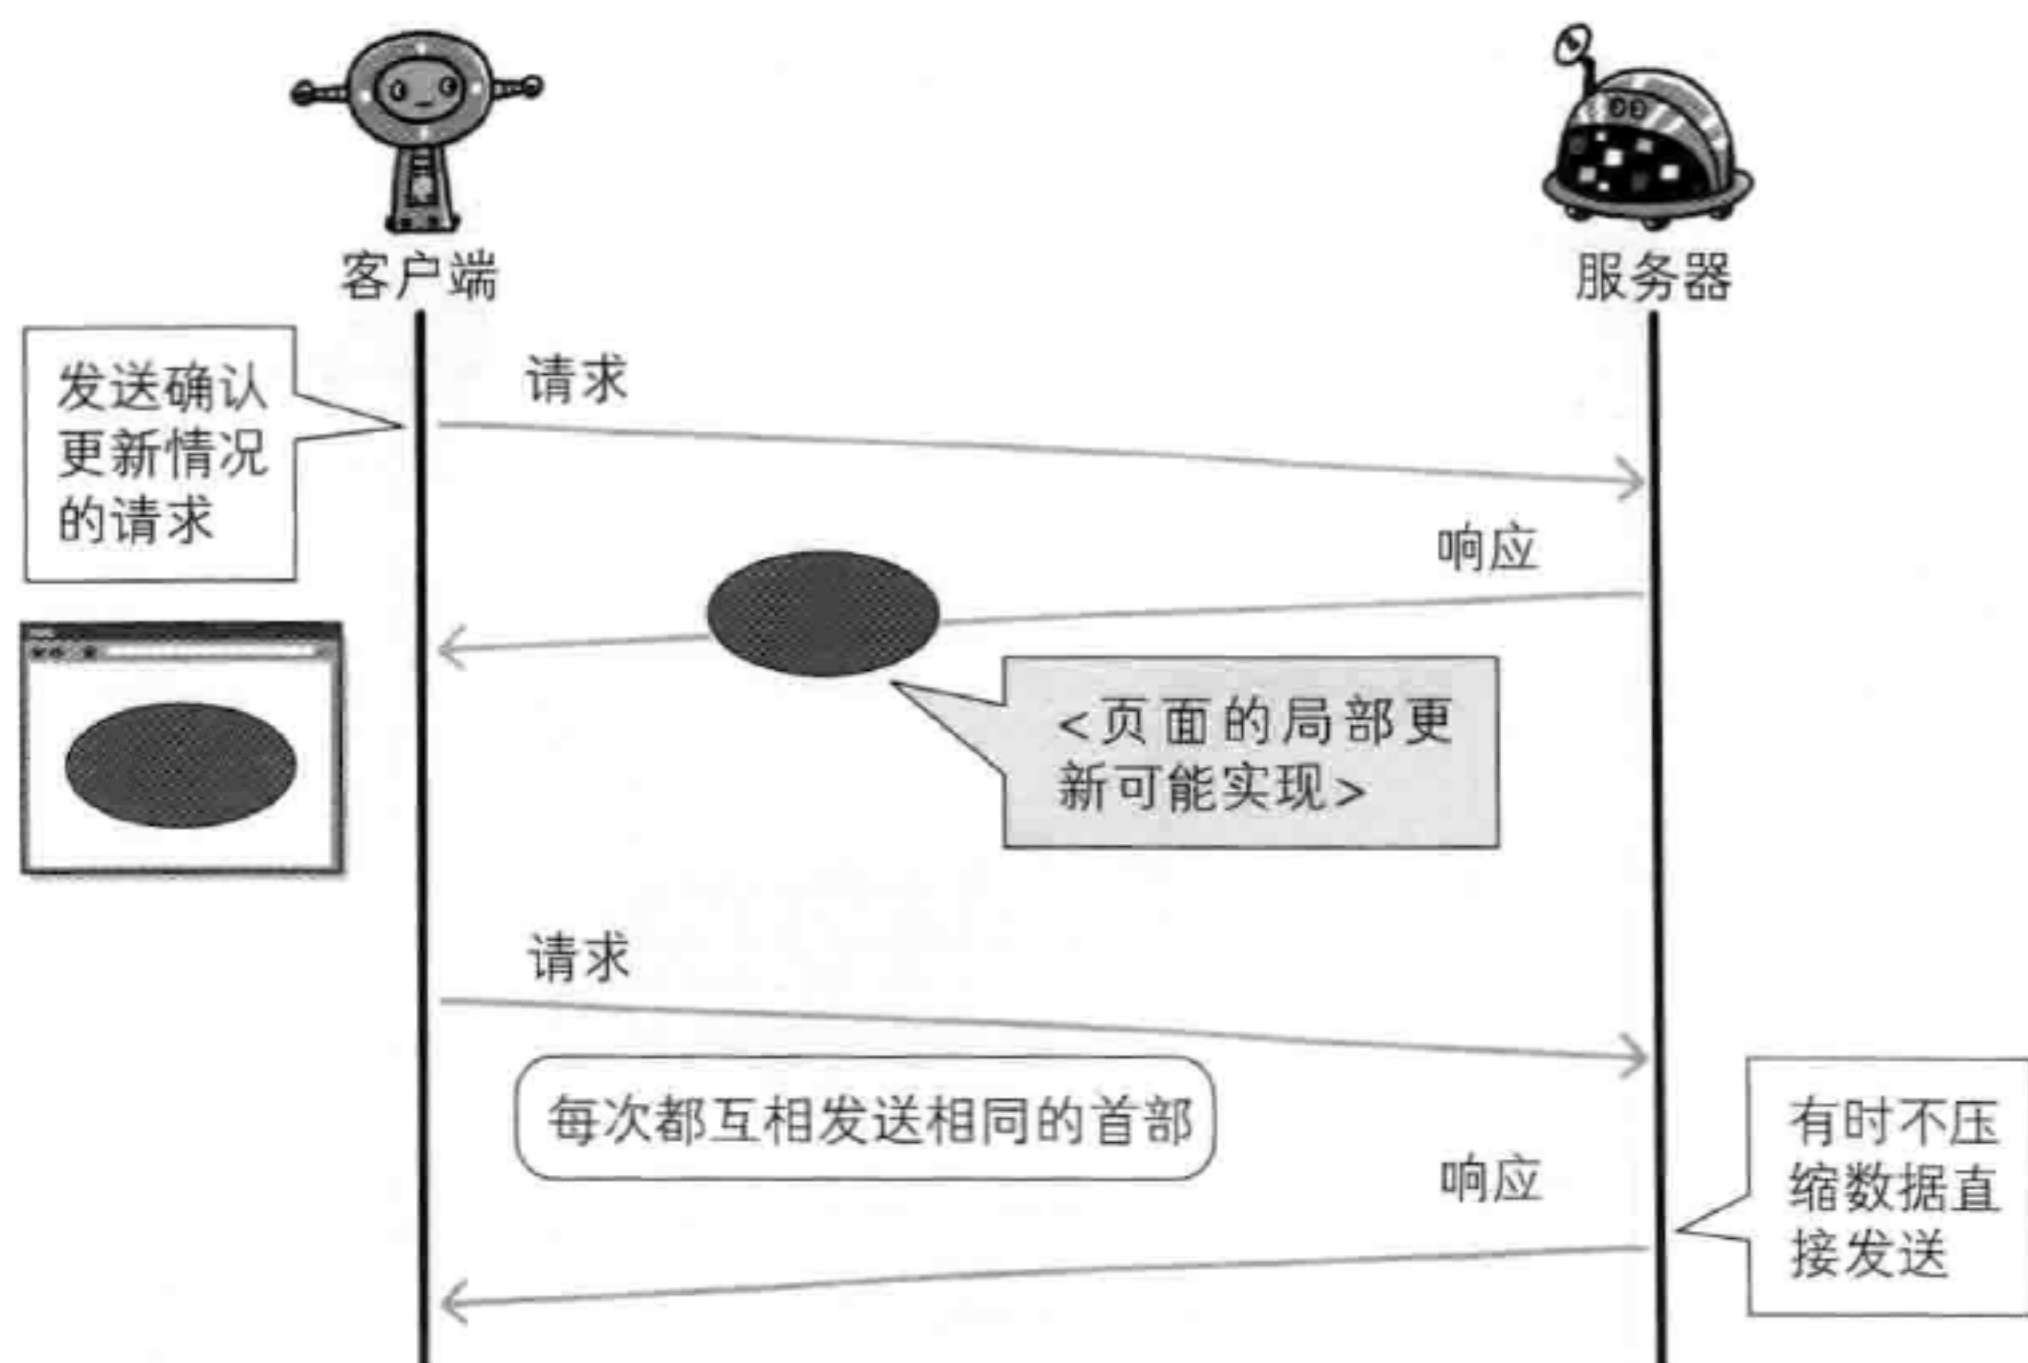 客户端
服务器
发送确认
更新情况
的请求
请求
响应
<页面的局部更
新可能实现>
请求
每次都互相发送相同的首部
响应
有时不压
缩数据直
接发送